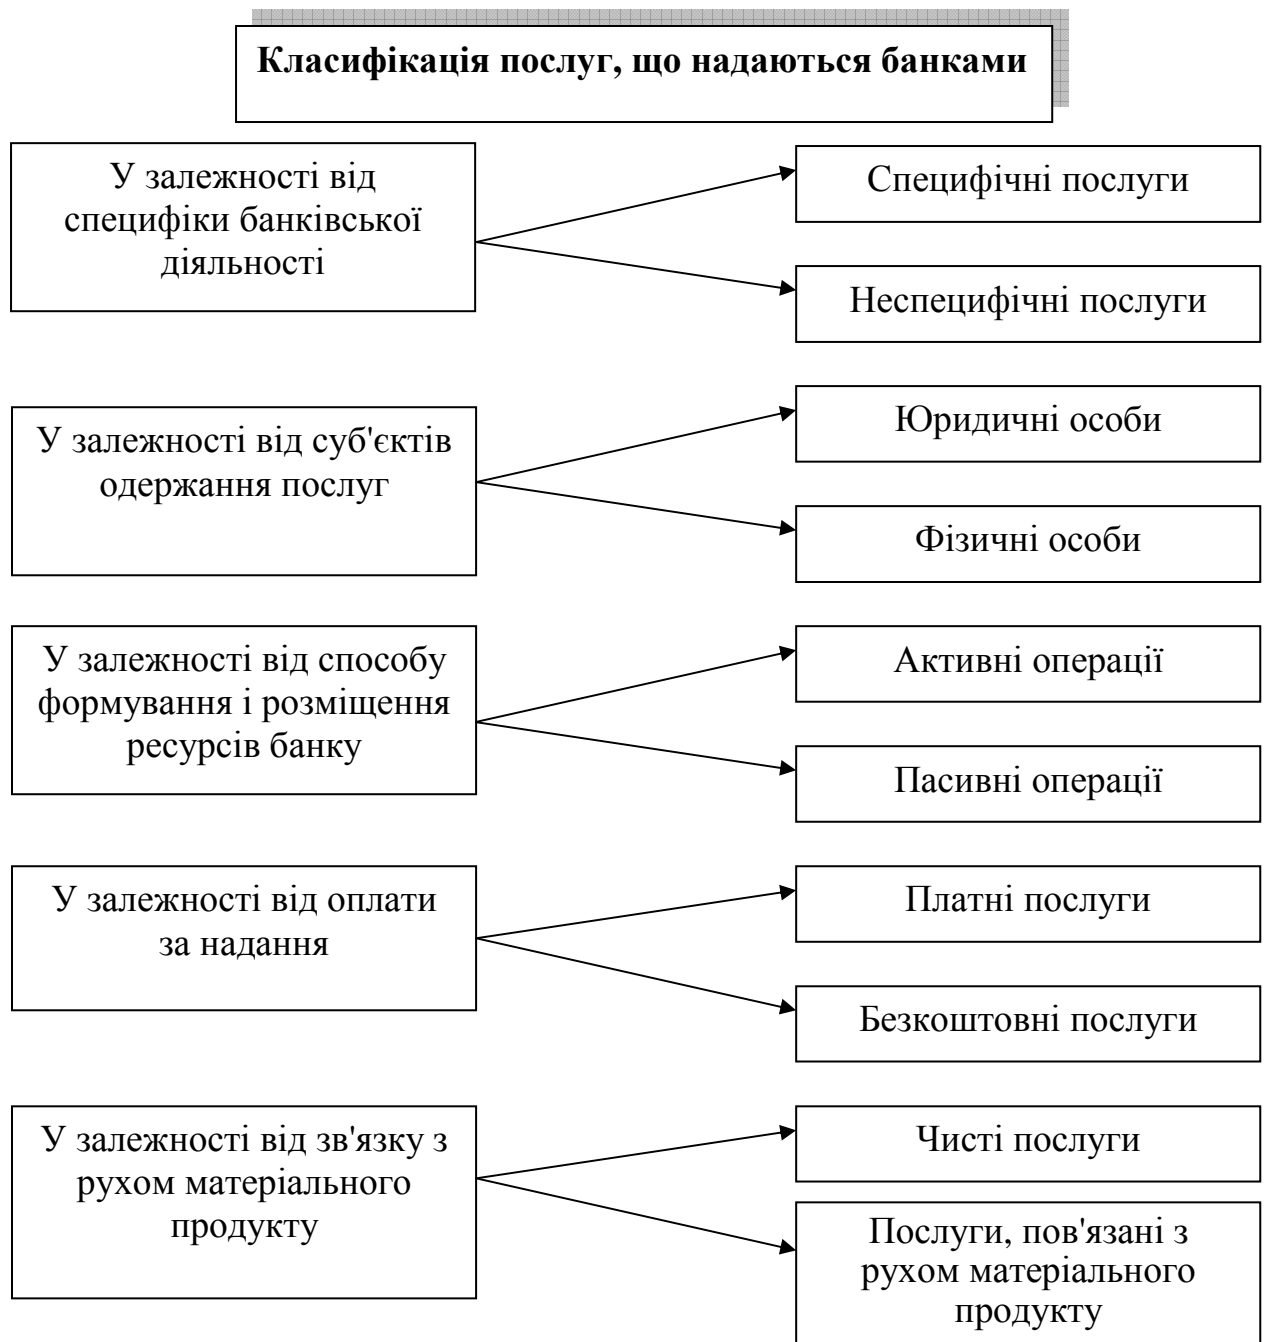 Класифікація послуг, що надаються банками
У залежності від
специфіки банківської
діяльності
Специфічні послуги
Неспецифічні послуги
У залежності від суб'єктів
одержання послуг
Юридичні особи
Фізичні особи
У залежності від способу
формування і розміщення
ресурсів банку
Активні операції
Пасивні операції
У залежності від оплати
за надання
Платні послуги
Безкоштовні послуги
У залежності від зв'язку з
рухом матеріального
продукту
Чисті послуги
Послуги, пов'язані з
рухом матеріального
продукту